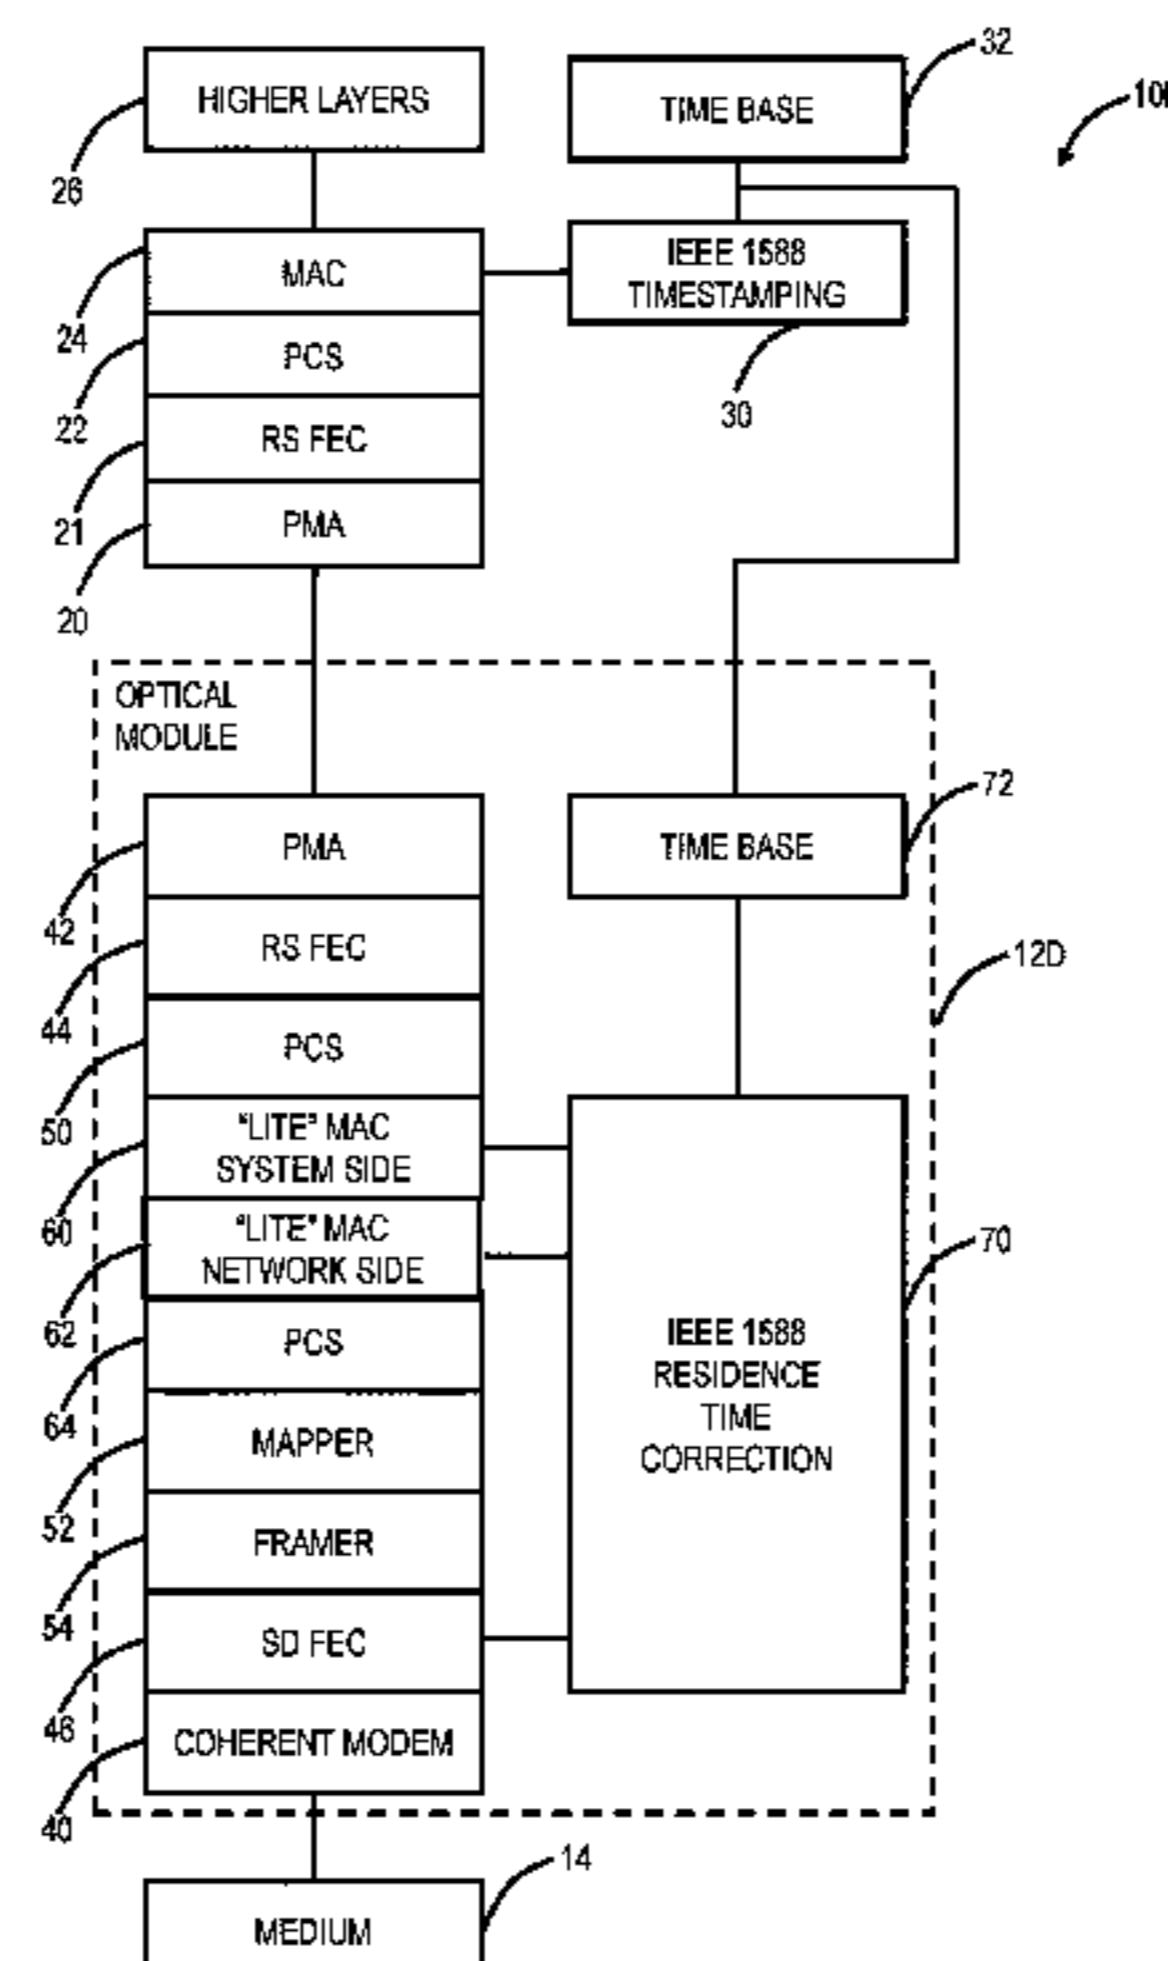 HIGHER LAYERS
26
TIME BASE
32
10
MAC
24
IEEE 1588
TIMESTAMPING
30
PCS
22
RS FEC
21
PMA
20
OPTICAL
MODULE
PMA
42
TIME BASE
72
RS FEC
44
12D
PCS
50
"LITE" MAC
SYSTEM SIDE
60
"LITE" MAC
NETWORK SIDE
62
IEEE 1588
RESIDENCE
TIME
CORRECTION
70
PCS
64
MAPPER
52
FRAMER
54
SD FEC
46
COHERENT MODEM
40
MEDIUM
14